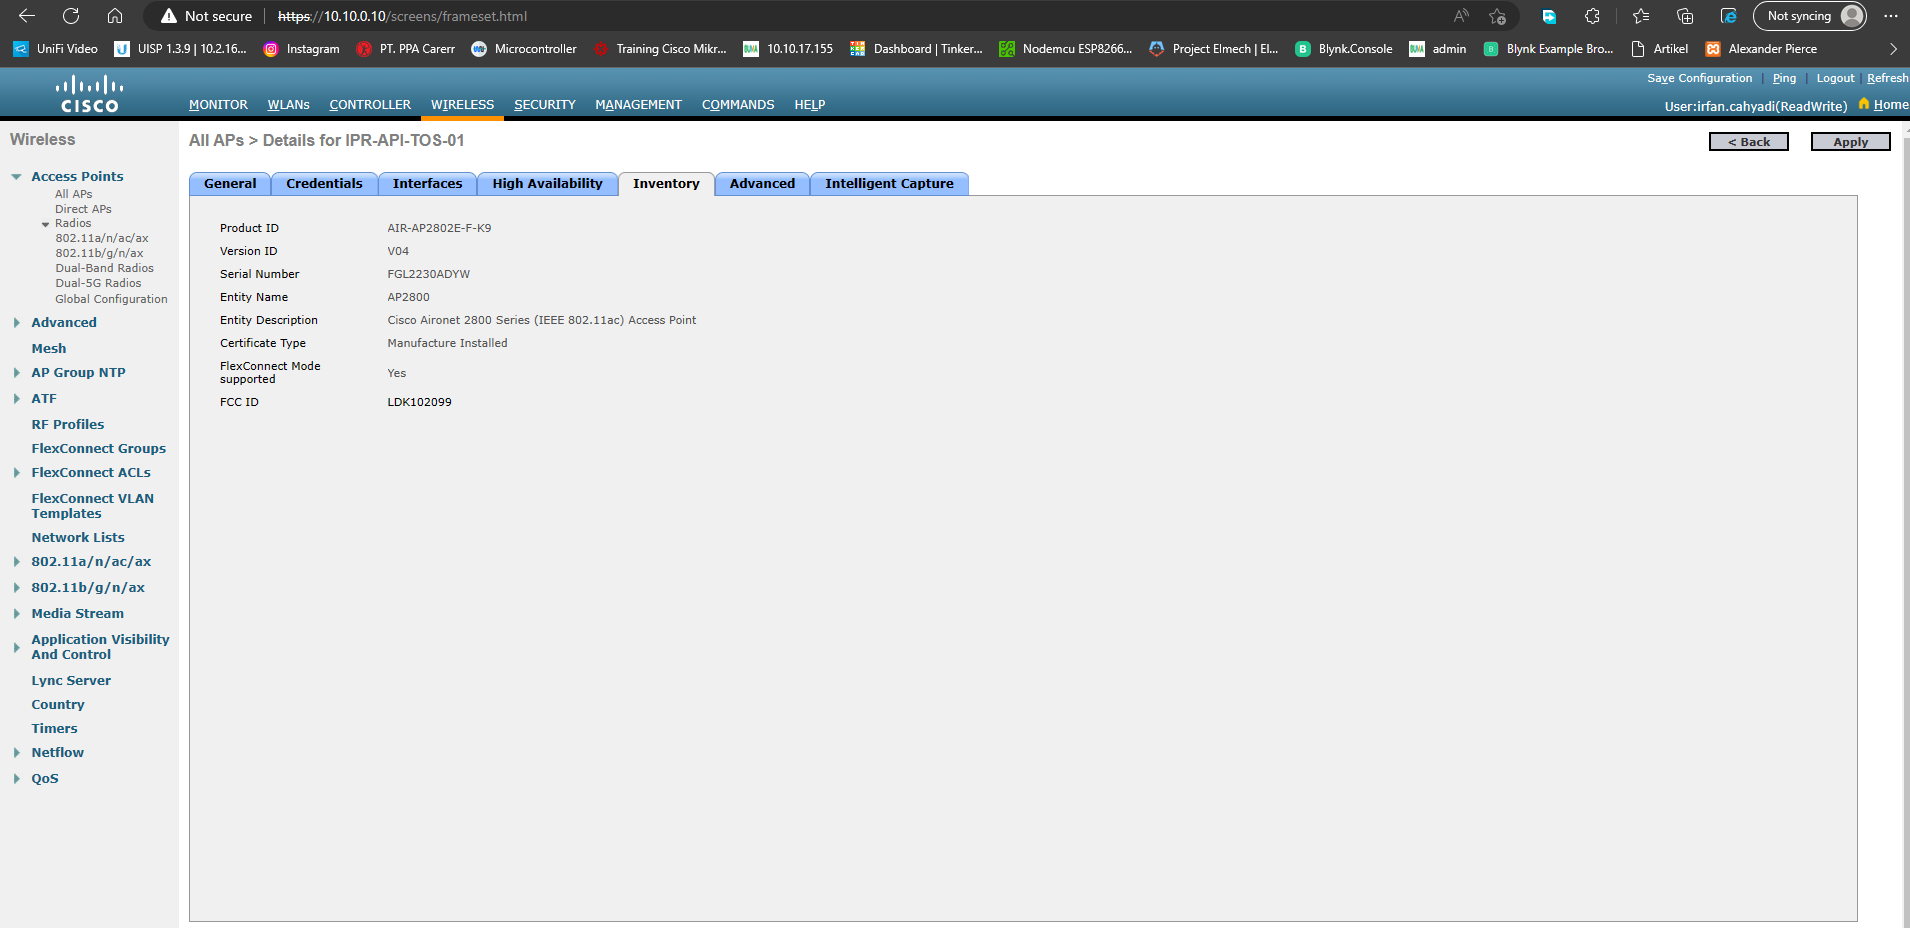 Not secure
https://10.10.0.10/screens/frameset.html
Not syncing
UniFi Video
UISP 1.3.9 | 10.2.16...
Instagram
PT. PPA Carerr
Microcontroller
Training Cisco Mikr...
10.10.17.155
Dashboard | Tinker...
Nodemcu ESP8266...
Project Elmech | El...
Blynk.Console
admin
Blynk Example Bro...
Artikel
Alexander Pierce
CISCO
MONITOR WLANs CONTROLLER WIRELESS SECURITY MANAGEMENT COMMANDS HELP
Save Configuration | Ping | Logout | Refresh
User:irfan.cahyadi(ReadWrite) Home
Wireless
Access Points
All APs
Direct APs
Radios
802.11a/n/ac/ax
802.11b/g/n/ax
Dual-Band Radios
Dual-5G Radios
Global Configuration
Advanced
Mesh
AP Group NTP
ATF
RF Profiles
FlexConnect Groups
FlexConnect ACLs
FlexConnect VLAN
Templates
Network Lists
802.11a/n/ac/ax
802.11b/g/n/ax
Media Stream
Application Visibility
And Control
Lync Server
Country
Timers
Netflow
QoS
All APs > Details for IPR-API-TOS-01
< Back
Apply
General
Credentials
Interfaces
High Availability
Inventory
Advanced
Intelligent Capture
Product ID AIR-AP2802E-F-K9
Version ID V04
Serial Number FGL2230ADYW
Entity Name AP2800
Entity Description Cisco Aironet 2800 Series (IEEE 802.11ac) Access Point
Certificate Type Manufacture Installed
FlexConnect Mode
supported Yes
FCC ID LDK102099